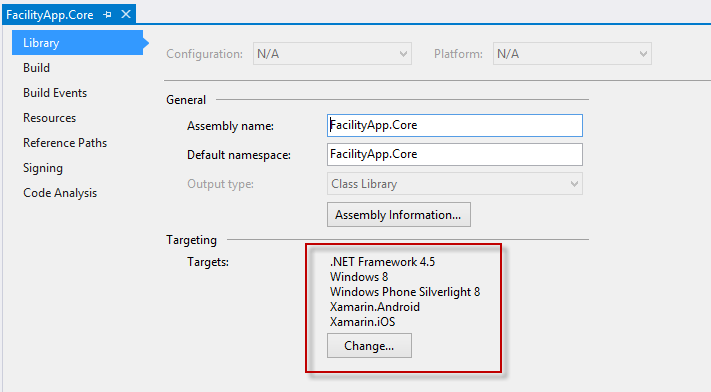 FacilityApp.Core
Library
Build
Build Events
Resources
Reference Paths
Signing
Code Analysis
Configuration: N/A Platform: N/A
General
Assembly name: FacilityApp.Core
Default namespace: FacilityApp.Core
Output type: Class Library
Assembly Information...
Targeting
Targets:
.NET Framework 4.5
Windows 8
Windows Phone Silverlight 8
Xamarin.Android
Xamarin.iOS
Change...